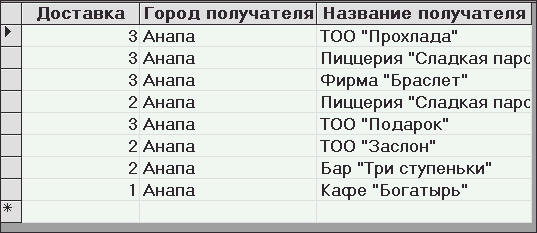 Доставка Город получателя Название получателя
3 Анапа ТОО "Прохлада"
3 Анапа Пиццерия "Сладкая
3 Анапа Фирма "Браслет"
2 Анапа Пиццерия "Сладкая
3 Анапа ТОО "Подарок"
2 Анапа ТОО "Заслон"
2 Анапа Бар "Три ступеньки"
1 Анапа Кафе "Богатырь"
*